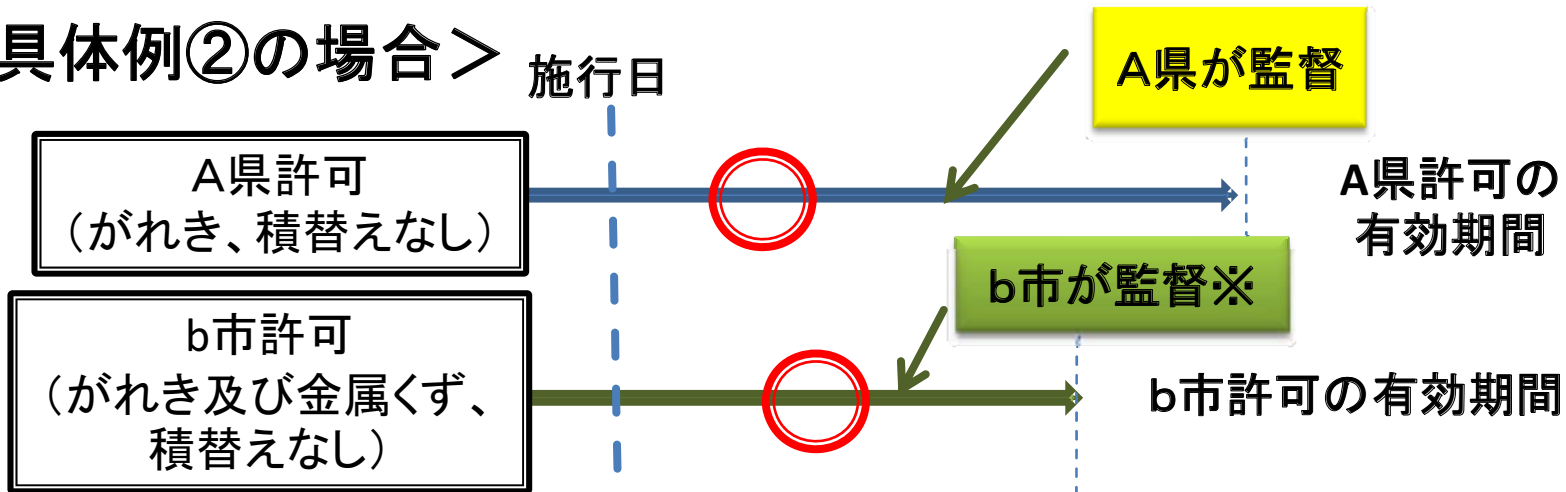 具体例②の場合＞
施行日
A県が監督
A県許可
（がれき、積替えなし）
A県許可の
有効期間
b市が監督※
b市許可
（がれき及び金属くず、
積替えなし）
b市許可の有効期間